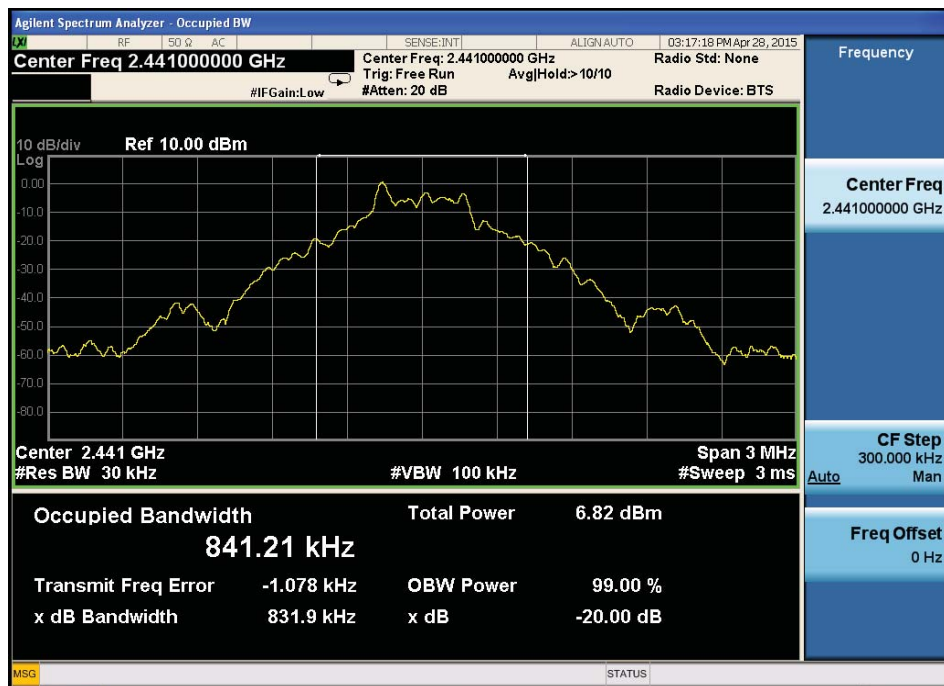 Agilent Spectrum Analyzer - Occupied BW
LXI RF 50 Ω AC SENSE:INT ALIGN AUTO 03:17:18 PM Apr 28, 2015
Center Freq 2.441000000 GHz
Center Freq: 2.441000000 GHz
Radio Std: None
Trig: Free Run Avg|Hold:> 10/10
#IFGain:Low #Atten: 20 dB Radio Device: BTS
Frequency
10 dB/div Ref 10.00 dBm
Log
0.00
-10.0
-20.0
-30.0
-40.0
-50.0
-60.0
-70.0
-80.0
Center 2.441 GHz Span 3 MHz
#Res BW 30 kHz #VBW 100 kHz #Sweep 3 ms
Occupied Bandwidth Total Power 6.82 dBm
841.21 kHz
Transmit Freq Error -1.078 kHz OBW Power 99.00 %
x dB Bandwidth 831.9 kHz x dB -20.00 dB
Center Freq
2.441000000 GHz
CF Step
300.000 kHz
Auto Man
Freq Offset
0 Hz
MSG STATUS